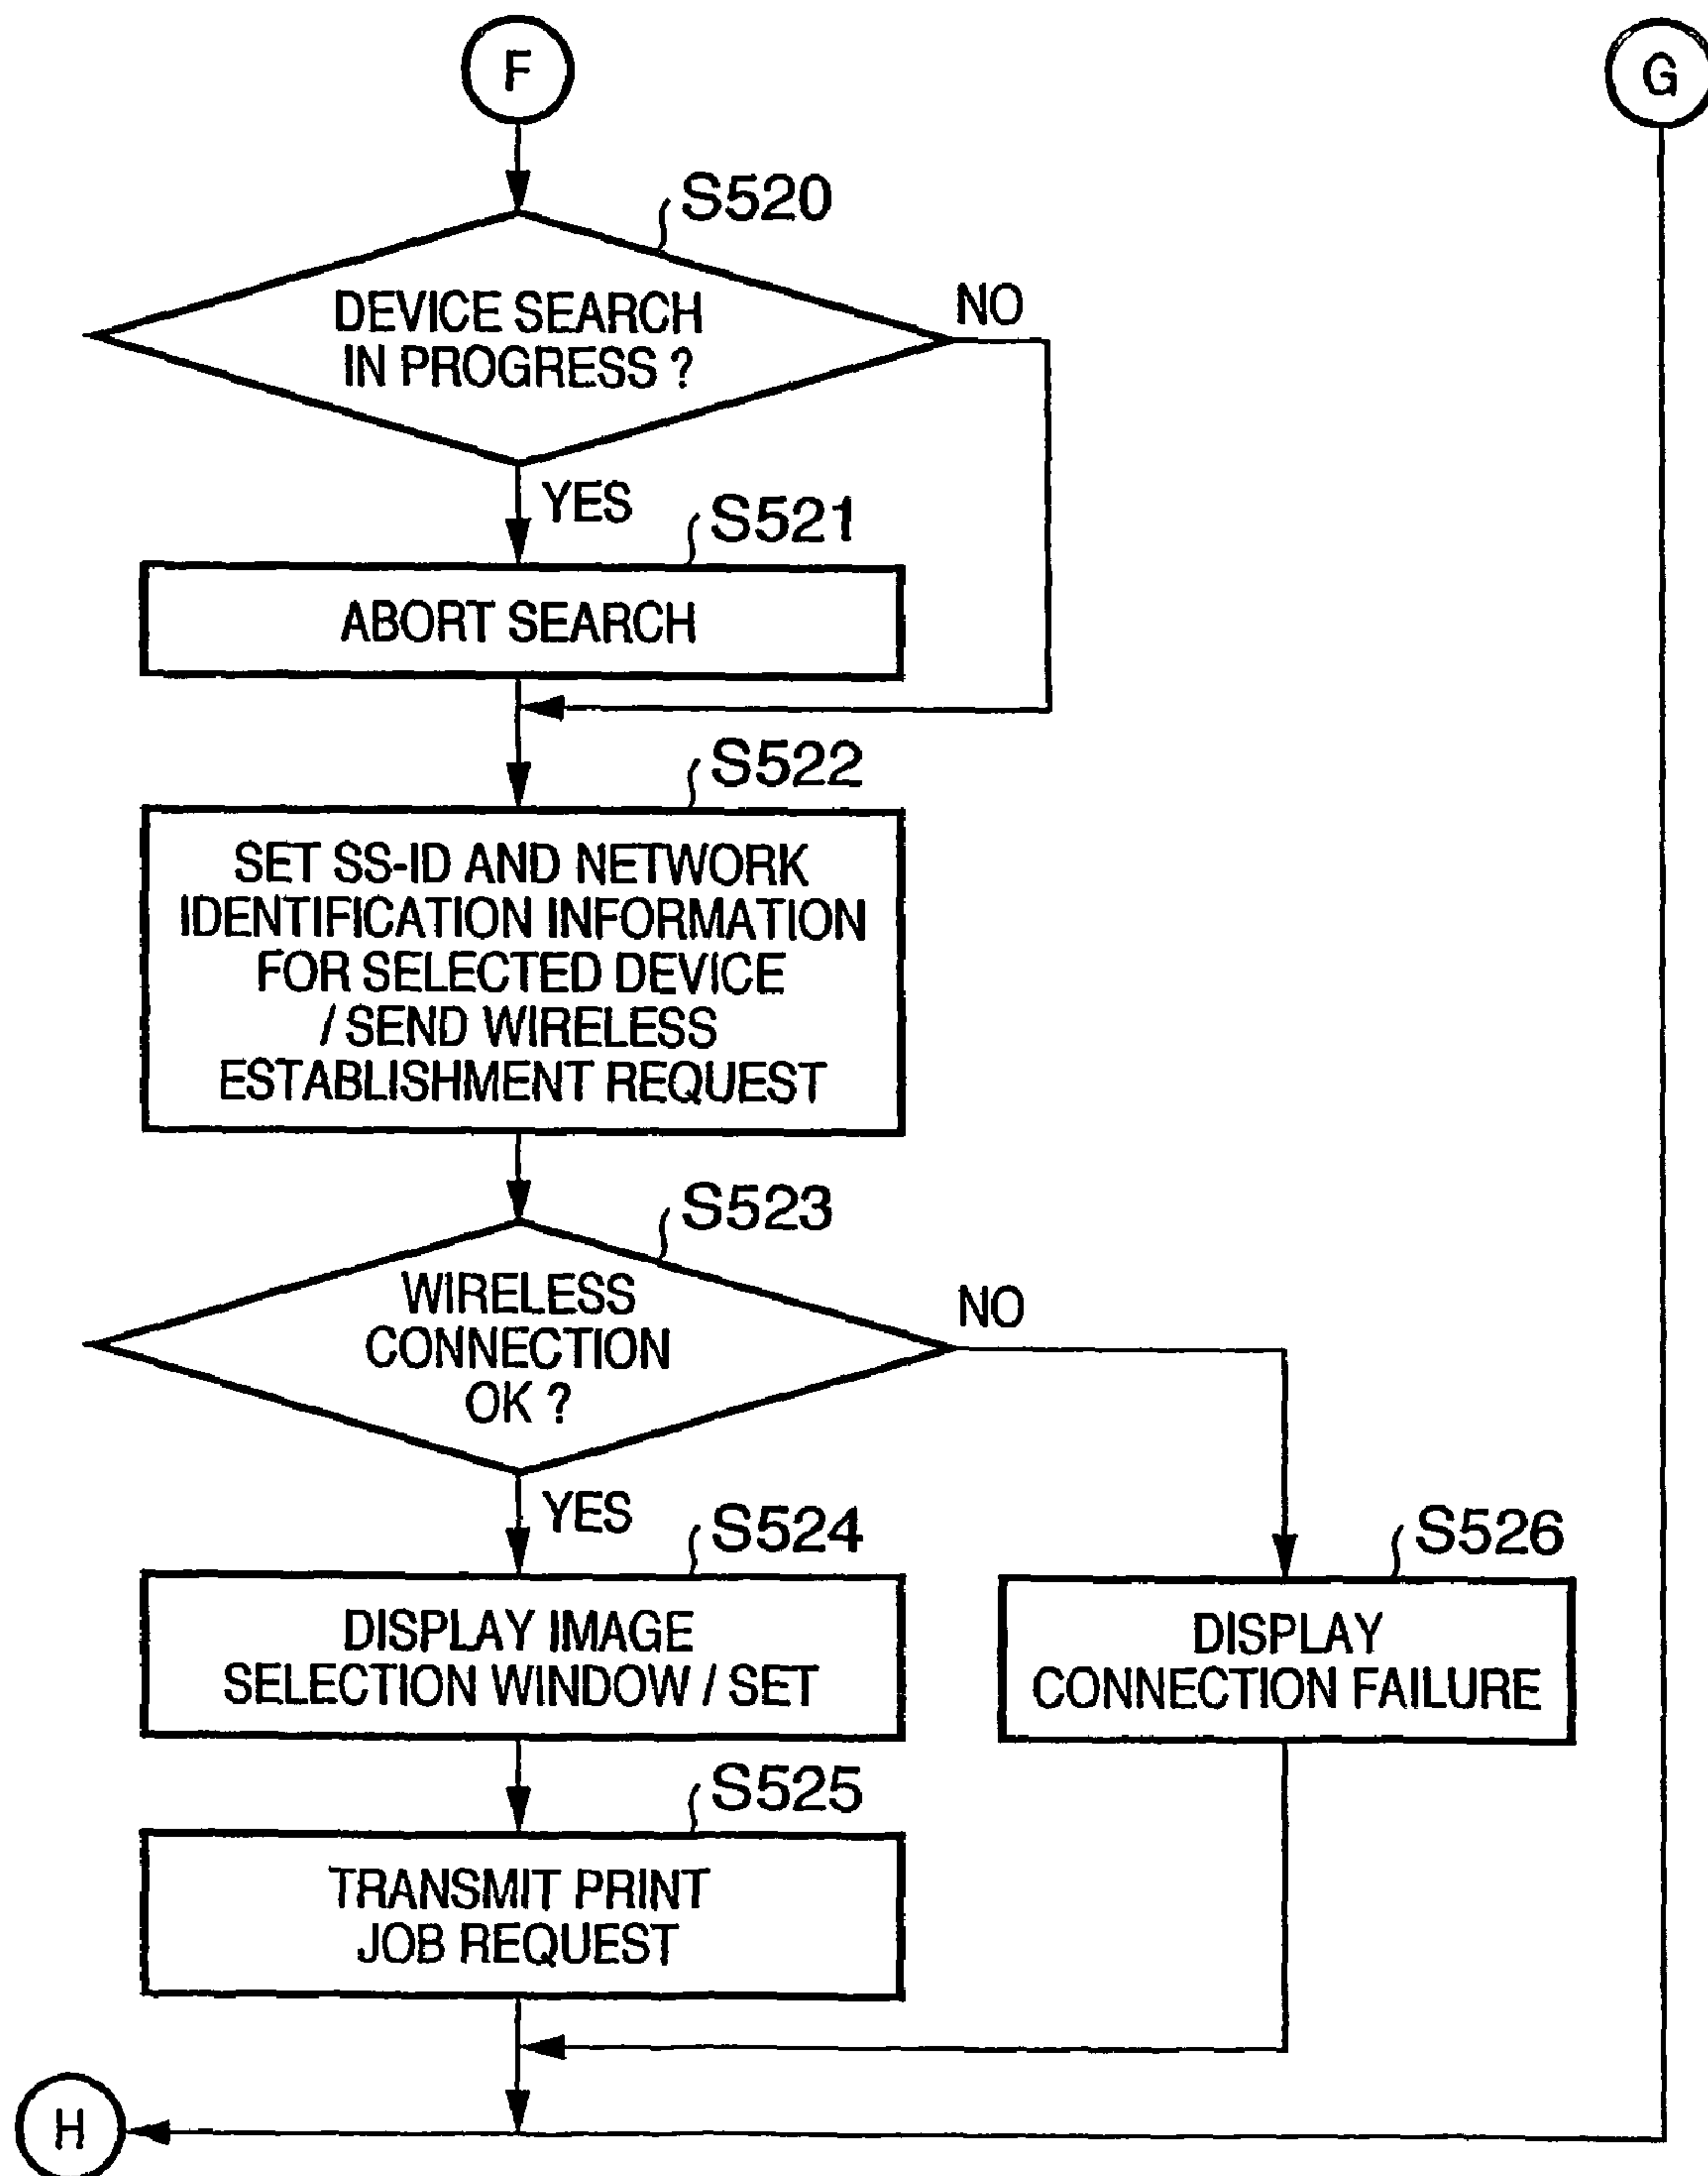 F
G
S520
DEVICE SEARCH
IN PROGRESS ?
NO
YES
S521
ABORT SEARCH
S522
SET SS-ID AND NETWORK
IDENTIFICATION INFORMATION
FOR SELECTED DEVICE
/ SEND WIRELESS
ESTABLISHMENT REQUEST
S523
WIRELESS
CONNECTION
OK ?
NO
YES
S524
DISPLAY IMAGE
SELECTION WINDOW / SET
S526
DISPLAY
CONNECTION FAILURE
S525
TRANSMIT PRINT
JOB REQUEST
H